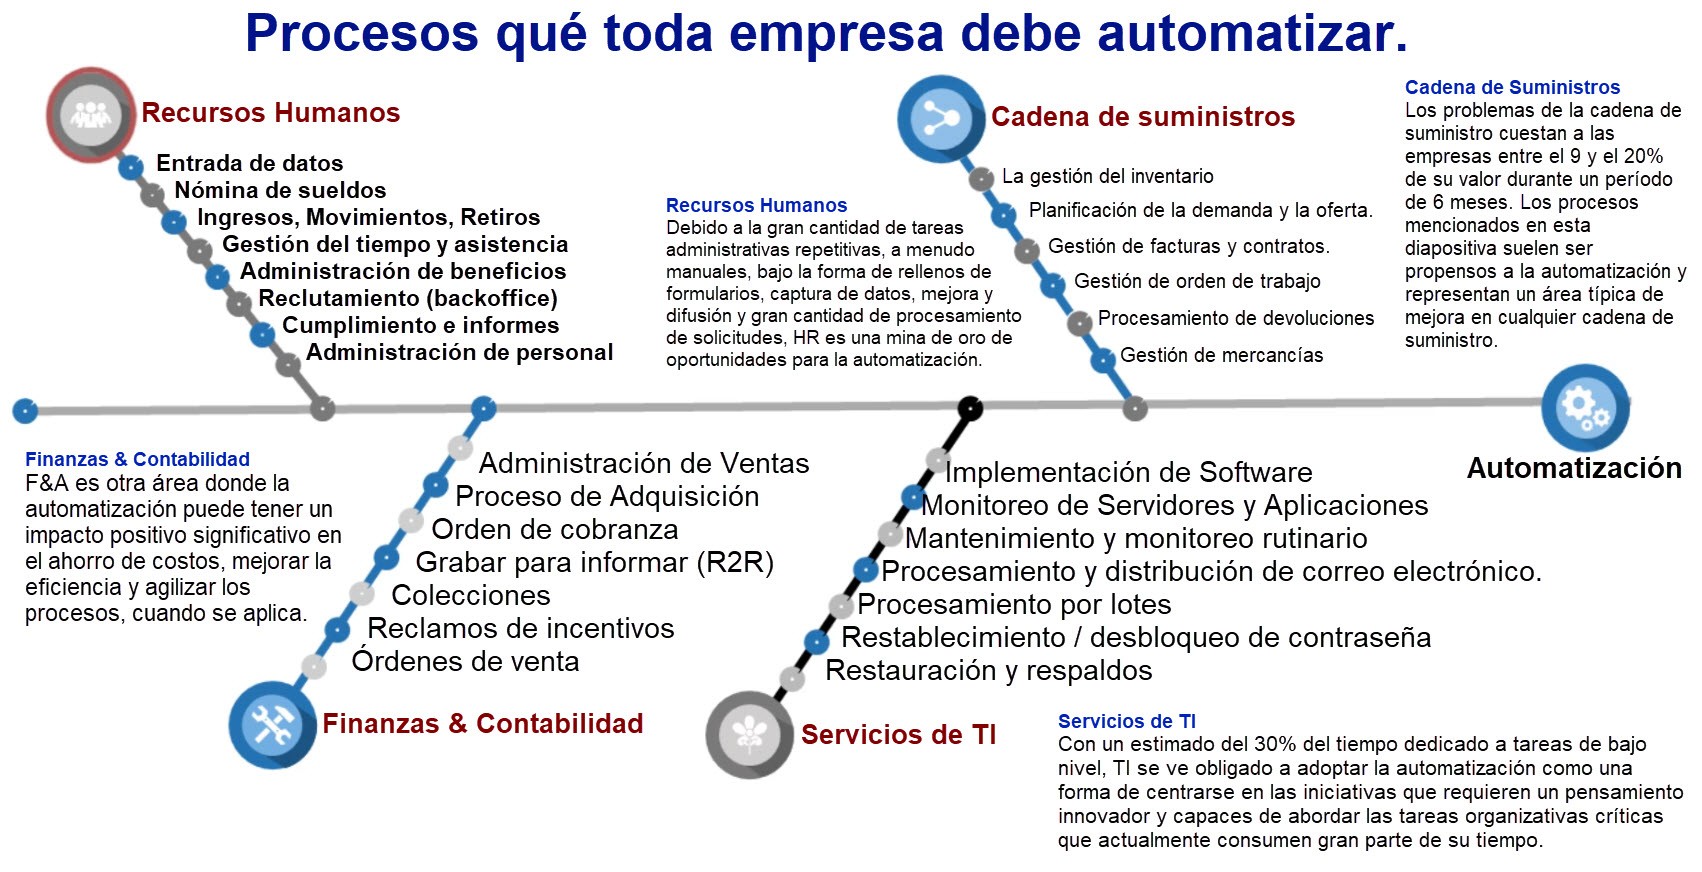 Procesos qué toda empresa debe automatizar.
Recursos Humanos
Entrada de datos
Nómina de sueldos
Ingresos, Movimientos, Retiros
Gestión del tiempo y asistencia
Administración de beneficios
Reclutamiento (backoffice)
Cumplimiento e informes
Administración de personal
Recursos Humanos
Debido a la gran cantidad de tareas
administrativas repetitivas, a menudo
manuales, bajo la forma de rellenos de
formularios, captura de datos, mejora y
difusión y gran cantidad de procesamiento
de solicitudes, HR es una mina de oro de
oportunidades para la automatización.
Cadena de suministros
La gestión del inventario
Planificación de la demanda y la oferta.
Gestión de facturas y contratos.
Gestión de orden de trabajo
Procesamiento de devoluciones
Gestión de mercancías
Cadena de Suministros
Los problemas de la cadena de
suministro cuestan a las
empresas entre el 9 y el 20%
de su valor durante un período
de 6 meses. Los procesos
mencionados en esta
diapositiva suelen ser
propensos a la automatización y
representan un área típica de
mejora en cualquier cadena de
suministro.
Automatización
Finanzas & Contabilidad
F&A es otra área donde la
automatización puede tener un
impacto positivo significativo en
el ahorro de costos, mejorar la
eficiencia y agilizar los
procesos, cuando se aplica.
Administración de Ventas
Proceso de Adquisición
Orden de cobranza
Grabar para informar (R2R)
Colecciones
Reclamos de incentivos
Órdenes de venta
Finanzas & Contabilidad
Implementación de Software
Monitoreo de Servidores y Aplicaciones
Mantenimiento y monitoreo rutinario
Procesamiento y distribución de correo electrónico.
Procesamiento por lotes
Restablecimiento / desbloqueo de contraseña
Restauración y respaldos
Servicios de TI
Servicios de TI
Con un estimado del 30% del tiempo dedicado a tareas de bajo
nivel, TI se ve obligado a adoptar la automatización como una
forma de centrarse en las iniciativas que requieren un pensamiento
innovador y capaces de abordar las tareas organizativas críticas
que actualmente consumen gran parte de su tiempo.